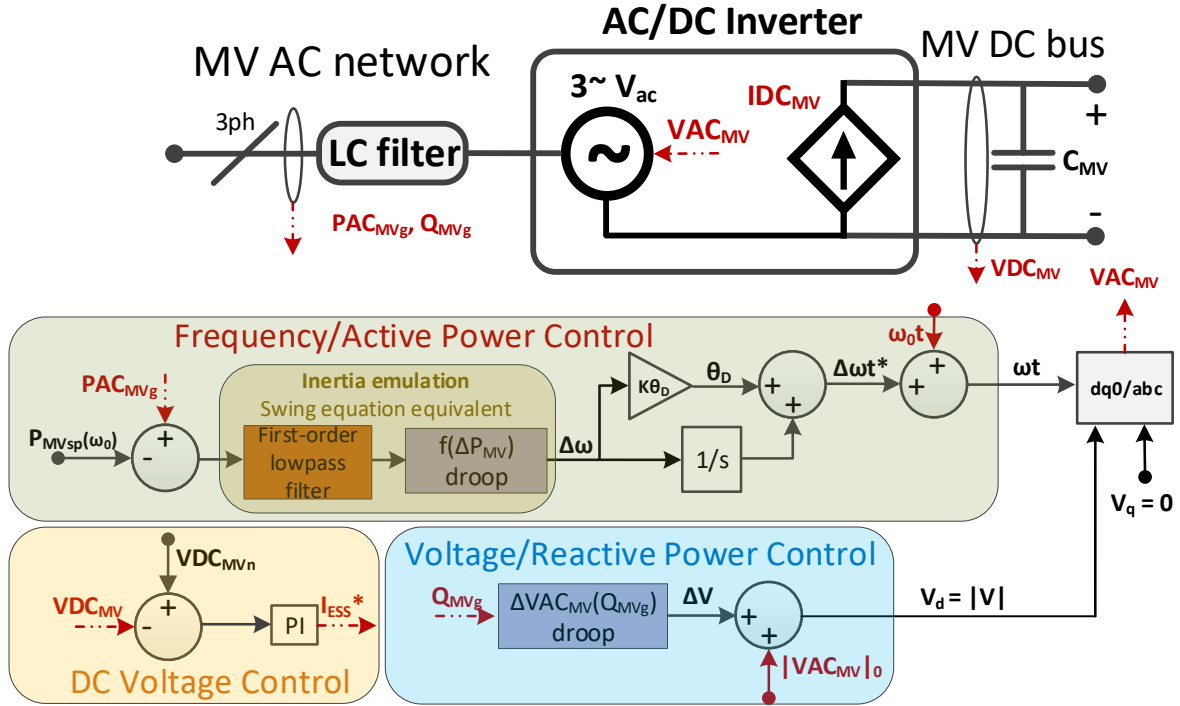 AC/DC Inverter
MV AC network
MV DC bus
3~ Vac
IDCMV
3ph
LC filter
VACMV
~
+
CMV
-
PACMVg, QMVg
VDCMV
VACMV
Frequency/Active Power Control
ω0t
PACMVg
Inertia emulation
Swing equation equivalent
KθD
θD
Δωt*
ωt
dq0/abc
PMVsp(ω0)
+
-
First-order
lowpass
filter
f(ΔPMV)
droop
Δω
1/s
+
+
+
+
Vq = 0
VDCMVn
VDCMV
+
-
PI
IESS*
DC Voltage Control
Voltage/Reactive Power Control
QMVg
ΔVACMV(QMVg)
droop
ΔV
+
+
Vd = |V|
|VACMV|0